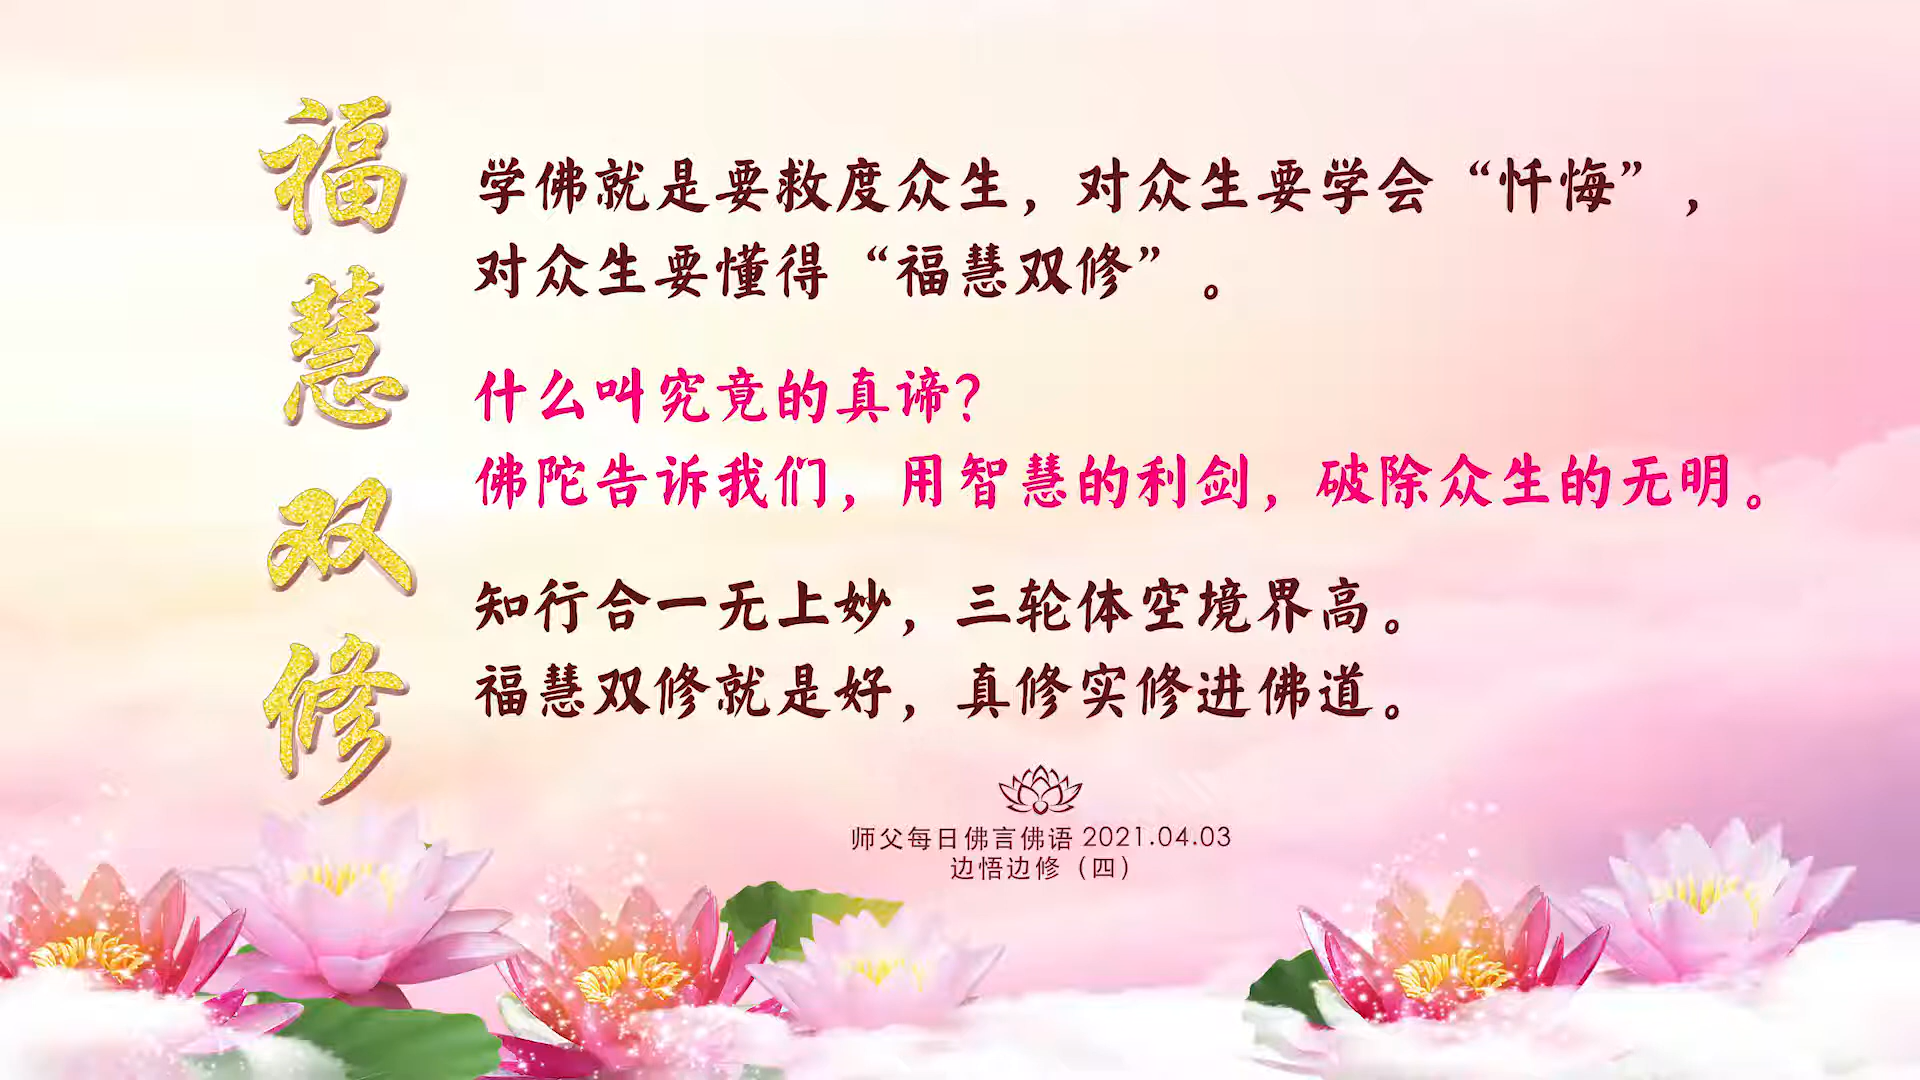 福慧双修
学佛就是要救度众生，对众生要学会“忏悔”，
对众生要懂得“福慧双修”。
什么叫究竟的真谛？
佛陀告诉我们，用智慧的利剑，破除众生的无明。
知行合一无上妙，三轮体空境界高。
福慧双修就是好，真修实修进佛道。
师父每日佛言佛语 2021.04.03
边悟边修（四）